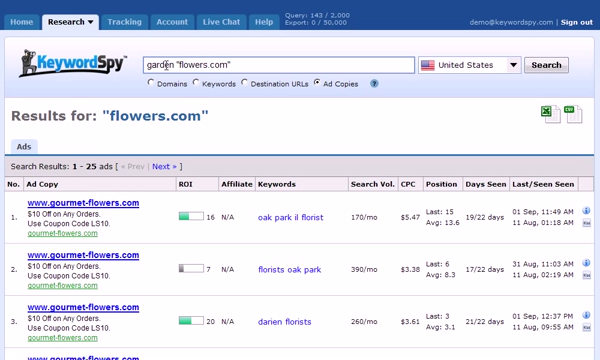 Home Research Tracking Account Live Chat Help Query: 143 / 2,000
Export: 0 / 50,000
demo@keywordspy.com | Sign out
KeywordSpy
garden "flowers.com" United States Search
Domains Keywords Destination URLs Ad Copies
Results for: "flowers.com"
Ads
Search Results: 1 - 25 ads [ « Prev | Next » ]
No. Ad Copy ROI Affiliate Keywords Search Vol. CPC Position Days Seen Last/Seen Seen
www.gourmet-flowers.com
1. $10 Off on Any Orders. 16 N/A oak park il florist 170/mo $5.47 Last: 15 19/22 days 01 Sep, 11:49 AM
Use Coupon Code LS10. Avg: 13.6 11 Aug, 01:18 AM
gourmet-flowers.com
www.gourmet-flowers.com
2. $10 Off on Any Orders. 7 N/A florists oak park 390/mo $3.38 Last: 6 17/22 days 31 Aug, 11:03 AM
Use Coupon Code LS10. Avg: 8.3 11 Aug, 02:19 AM
gourmet-flowers.com
www.gourmet-flowers.com
3. $10 Off on Any Orders. 20 N/A darien florists 260/mo $3.61 Last: 3 21/22 days 01 Sep, 12:37 PM
Use Coupon Code LS10. Avg: 3.1 11 Aug, 09:55 AM
gourmet-flowers.com
www.gourmet-flowers.com